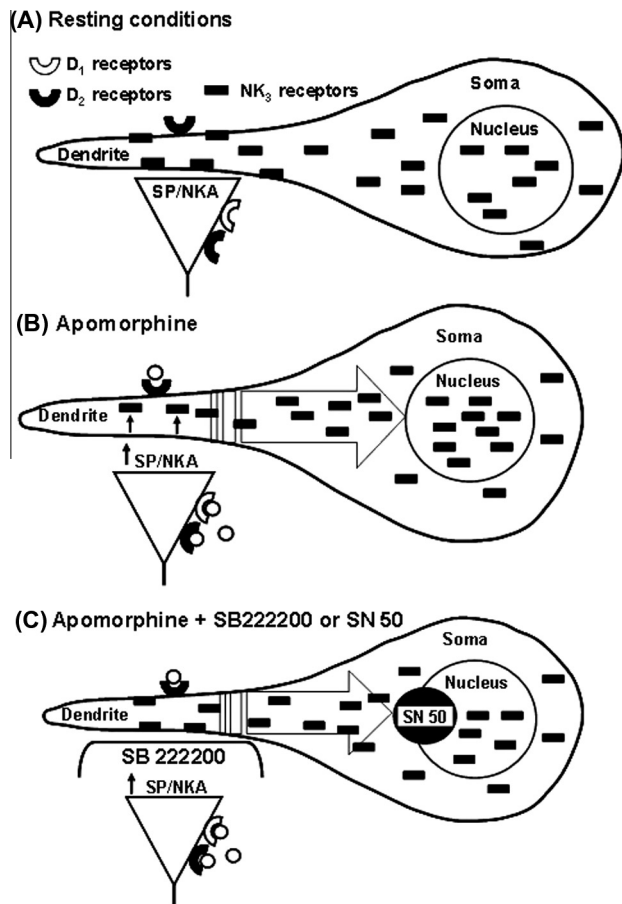 (A) Resting conditions
D1 receptors
D2 receptors
NK3 receptors
Soma
Nucleus
Dendrite
SP/NKA
(B) Apomorphine
Soma
Nucleus
Dendrite
SP/NKA
(C) Apomorphine + SB222200 or SN 50
Soma
Nucleus
Dendrite
SN 50
SB 222200
SP/NKA